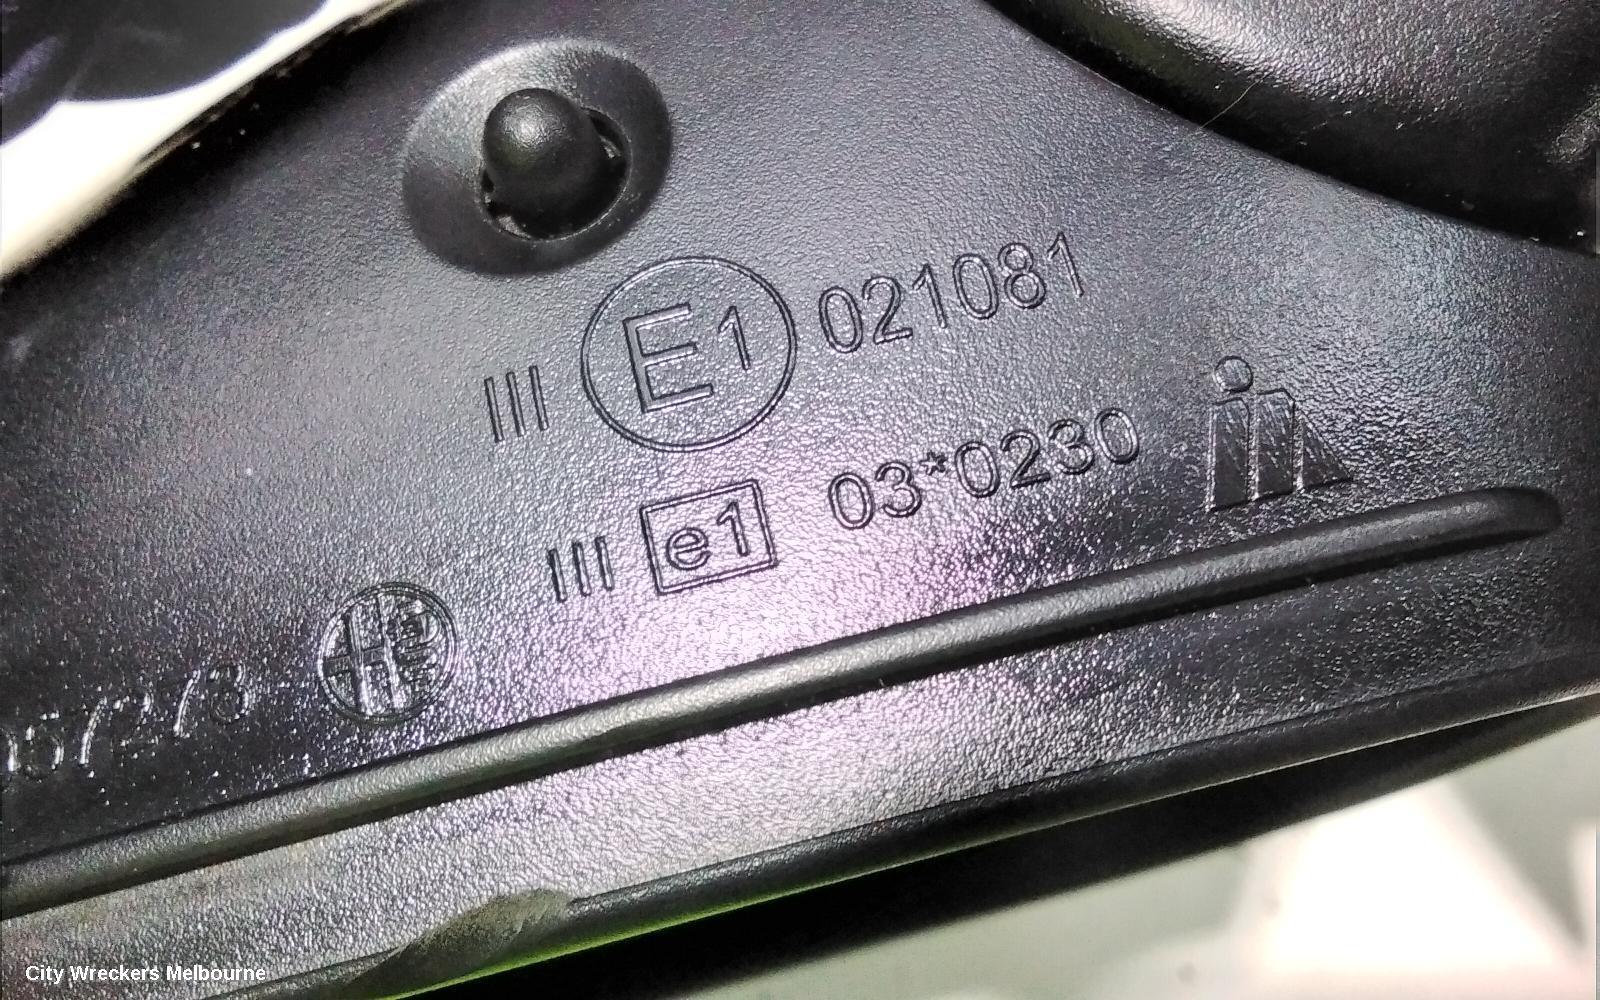 III E1 021081
III e1 03*0230
City Wreckers Melbourne